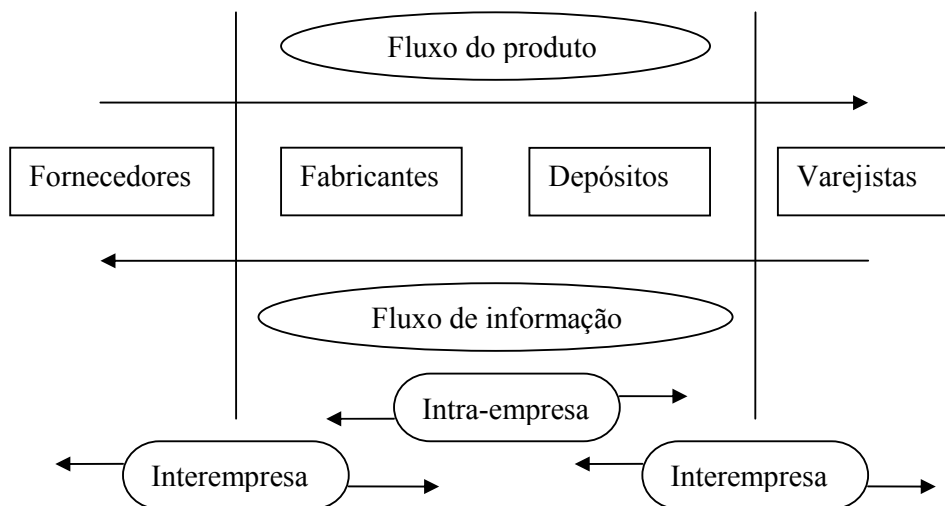 Fluxo do produto
Fornecedores
Fabricantes
Depósitos
Varejistas
Fluxo de informação
Intra-empresa
Interempresa
Interempresa